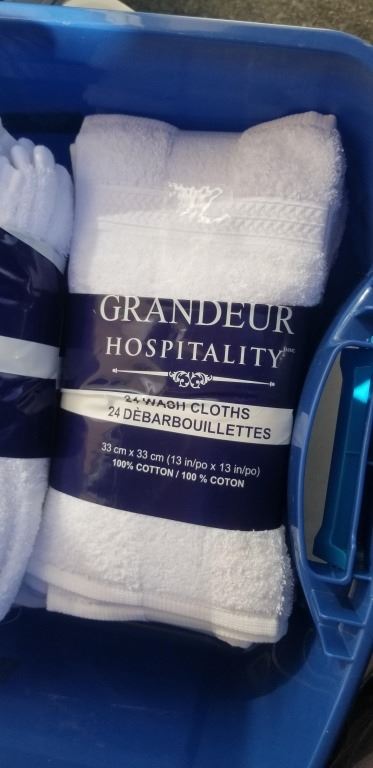 GRANDEUR
HOSPITALITY
24 WASH CLOTHS
24 DÉBARBOUILLETTES
33 cm x 33 cm (13 in/po x 13 in/po)
100% COTTON / 100 % COTON